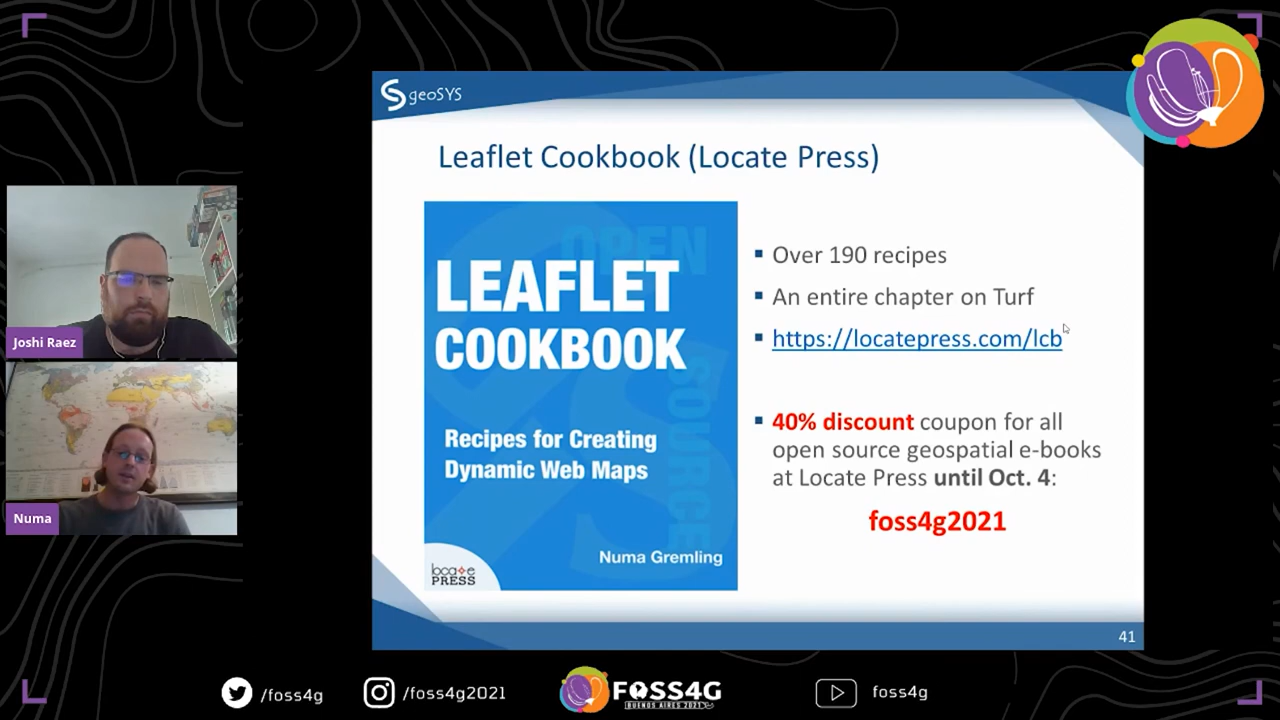 geoSYS
Leaflet Cookbook (Locate Press)
OPEN
SOURCE
LEAFLET
COOKBOOK
Recipes for Creating
Dynamic Web Maps
Numa Gremling
locate
PRESS
Over 190 recipes
An entire chapter on Turf
https://locatepress.com/lcb
40% discount coupon for all
open source geospatial e-books
at Locate Press until Oct. 4:
foss4g2021
41
Joshi Raez
Numa
/foss4g
/foss4g2021
FOSS4G
BUENOS AIRES 2021
foss4g